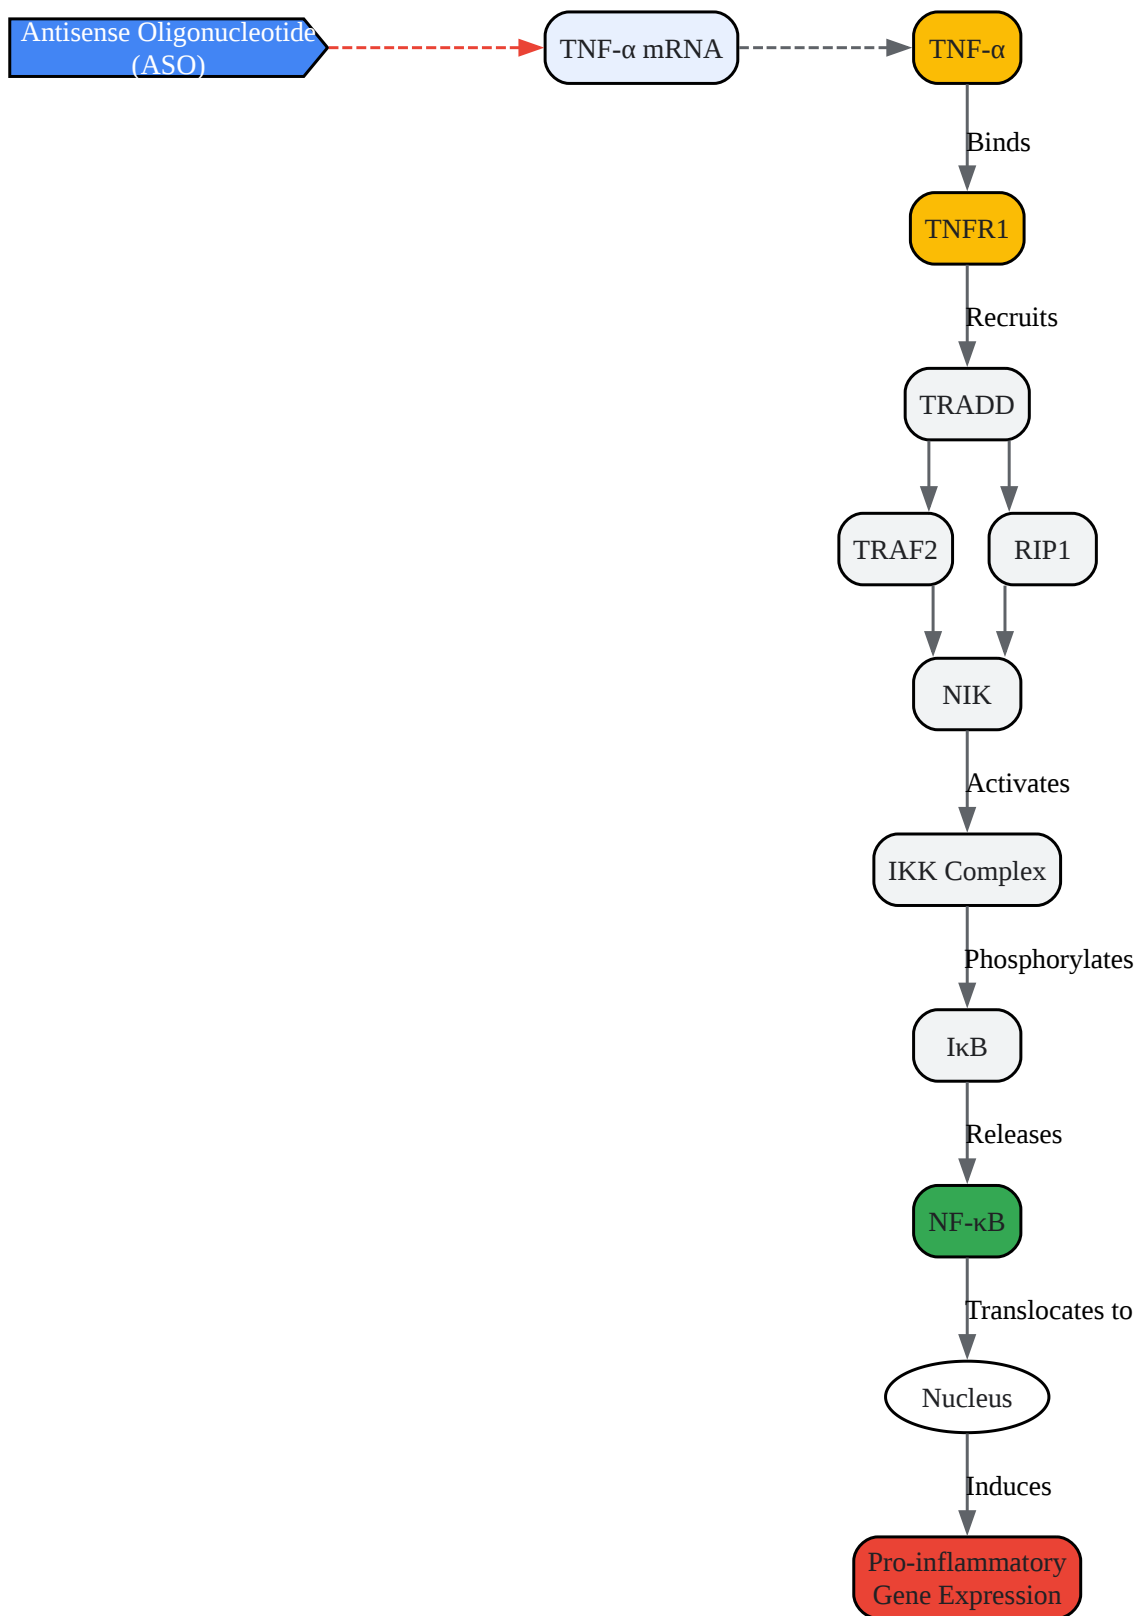 Antisense Oligonucleotide
(ASO)
TNF-α mRNA
TNF-α
Binds
TNFR1
Recruits
TRADD
TRAF2
RIP1
NIK
Activates
IKK Complex
Phosphorylates
IκB
Releases
NF-κB
Translocates to
Nucleus
Induces
Pro-inflammatory
Gene Expression